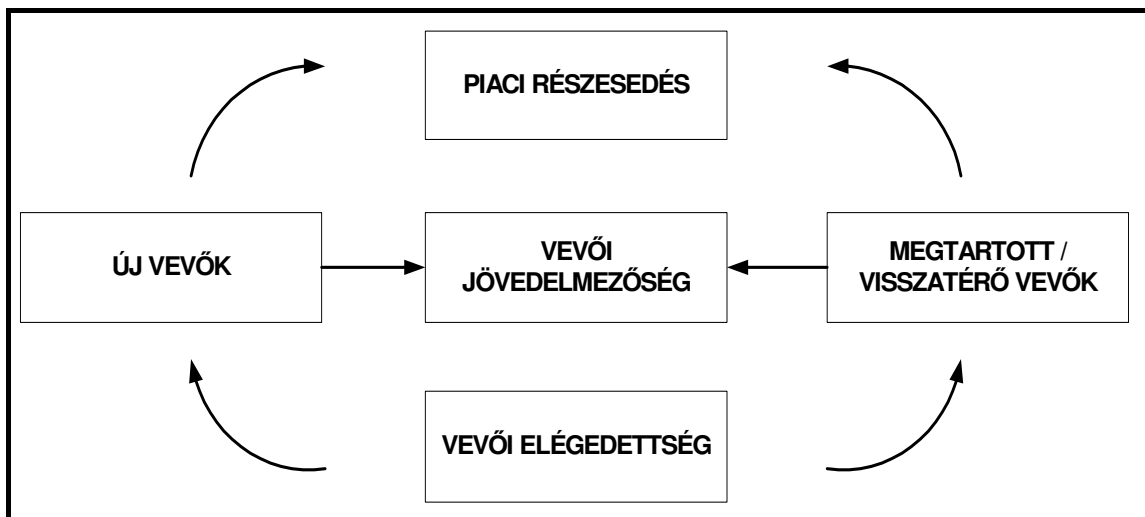 PIACI RÉSZESEDÉS
ÚJ VEVŐK
VEVŐI
JÖVEDELMEZŐSÉG
MEGTARTOTT /
VISSZATÉRŐ VEVŐK
VEVŐI ELÉGEDETTSÉG